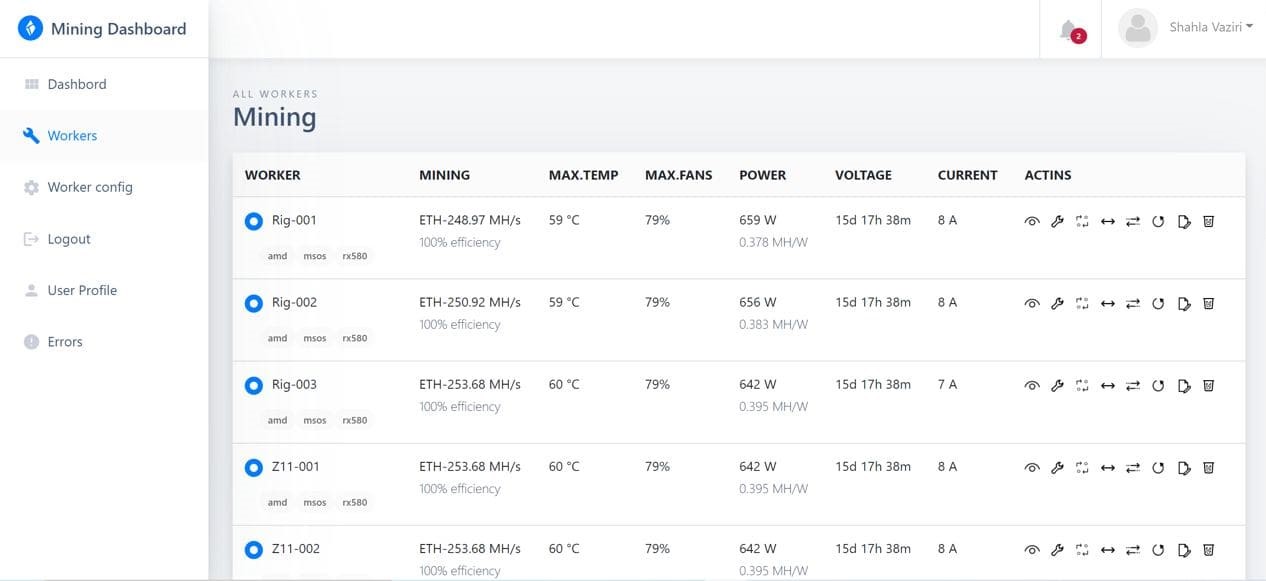 Mining Dashboard
2
Shahla Vaziri
Dashbord
Workers
Worker config
Logout
User Profile
Errors
ALL WORKERS
Mining
WORKER MINING MAX.TEMP MAX.FANS POWER VOLTAGE CURRENT ACTINS
Rig-001 ETH-248.97 MH/s 59 °C 79% 659 W 15d 17h 38m 8 A
100% efficiency 0.378 MH/W
amd msos rx580
Rig-002 ETH-250.92 MH/s 59 °C 79% 656 W 15d 17h 38m 8 A
100% efficiency 0.383 MH/W
amd msos rx580
Rig-003 ETH-253.68 MH/s 60 °C 79% 642 W 15d 17h 38m 7 A
100% efficiency 0.395 MH/W
amd msos rx580
Z11-001 ETH-253.68 MH/s 60 °C 79% 642 W 15d 17h 38m 8 A
100% efficiency 0.395 MH/W
amd msos rx580
Z11-002 ETH-253.68 MH/s 60 °C 79% 642 W 15d 17h 38m 8 A
100% efficiency 0.395 MH/W